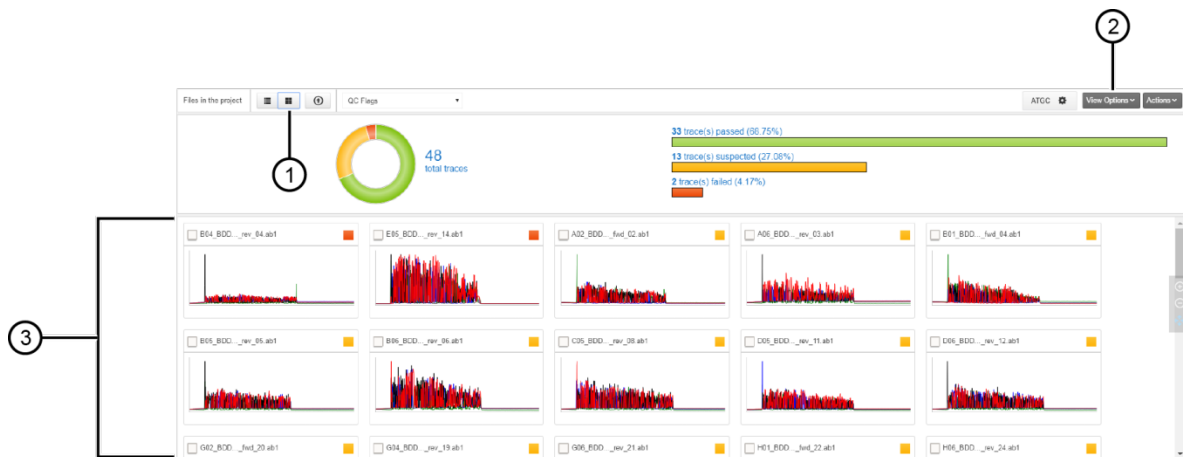 2
Files in the project QC Flags ATGC View Options Actions
1
48
total traces
33 trace(s) passed (68.75%)
13 trace(s) suspected (27.08%)
2 trace(s) failed (4.17%)
3
B04_BDD..._rev_04.ab1 E05_BDD..._rev_14.ab1 A02_BDD..._fwd_02.ab1 A06_BDD..._rev_03.ab1 B01_BDD..._fwd_04.ab1
B05_BDD..._rev_05.ab1 B06_BDD..._rev_06.ab1 C05_BDD..._rev_08.ab1 D05_BDD..._rev_11.ab1 D06_BDD..._rev_12.ab1
G02_BDD..._fwd_20.ab1 G04_BDD..._rev_19.ab1 G06_BDD..._rev_21.ab1 H01_BDD..._fwd_22.ab1 H06_BDD..._rev_24.ab1